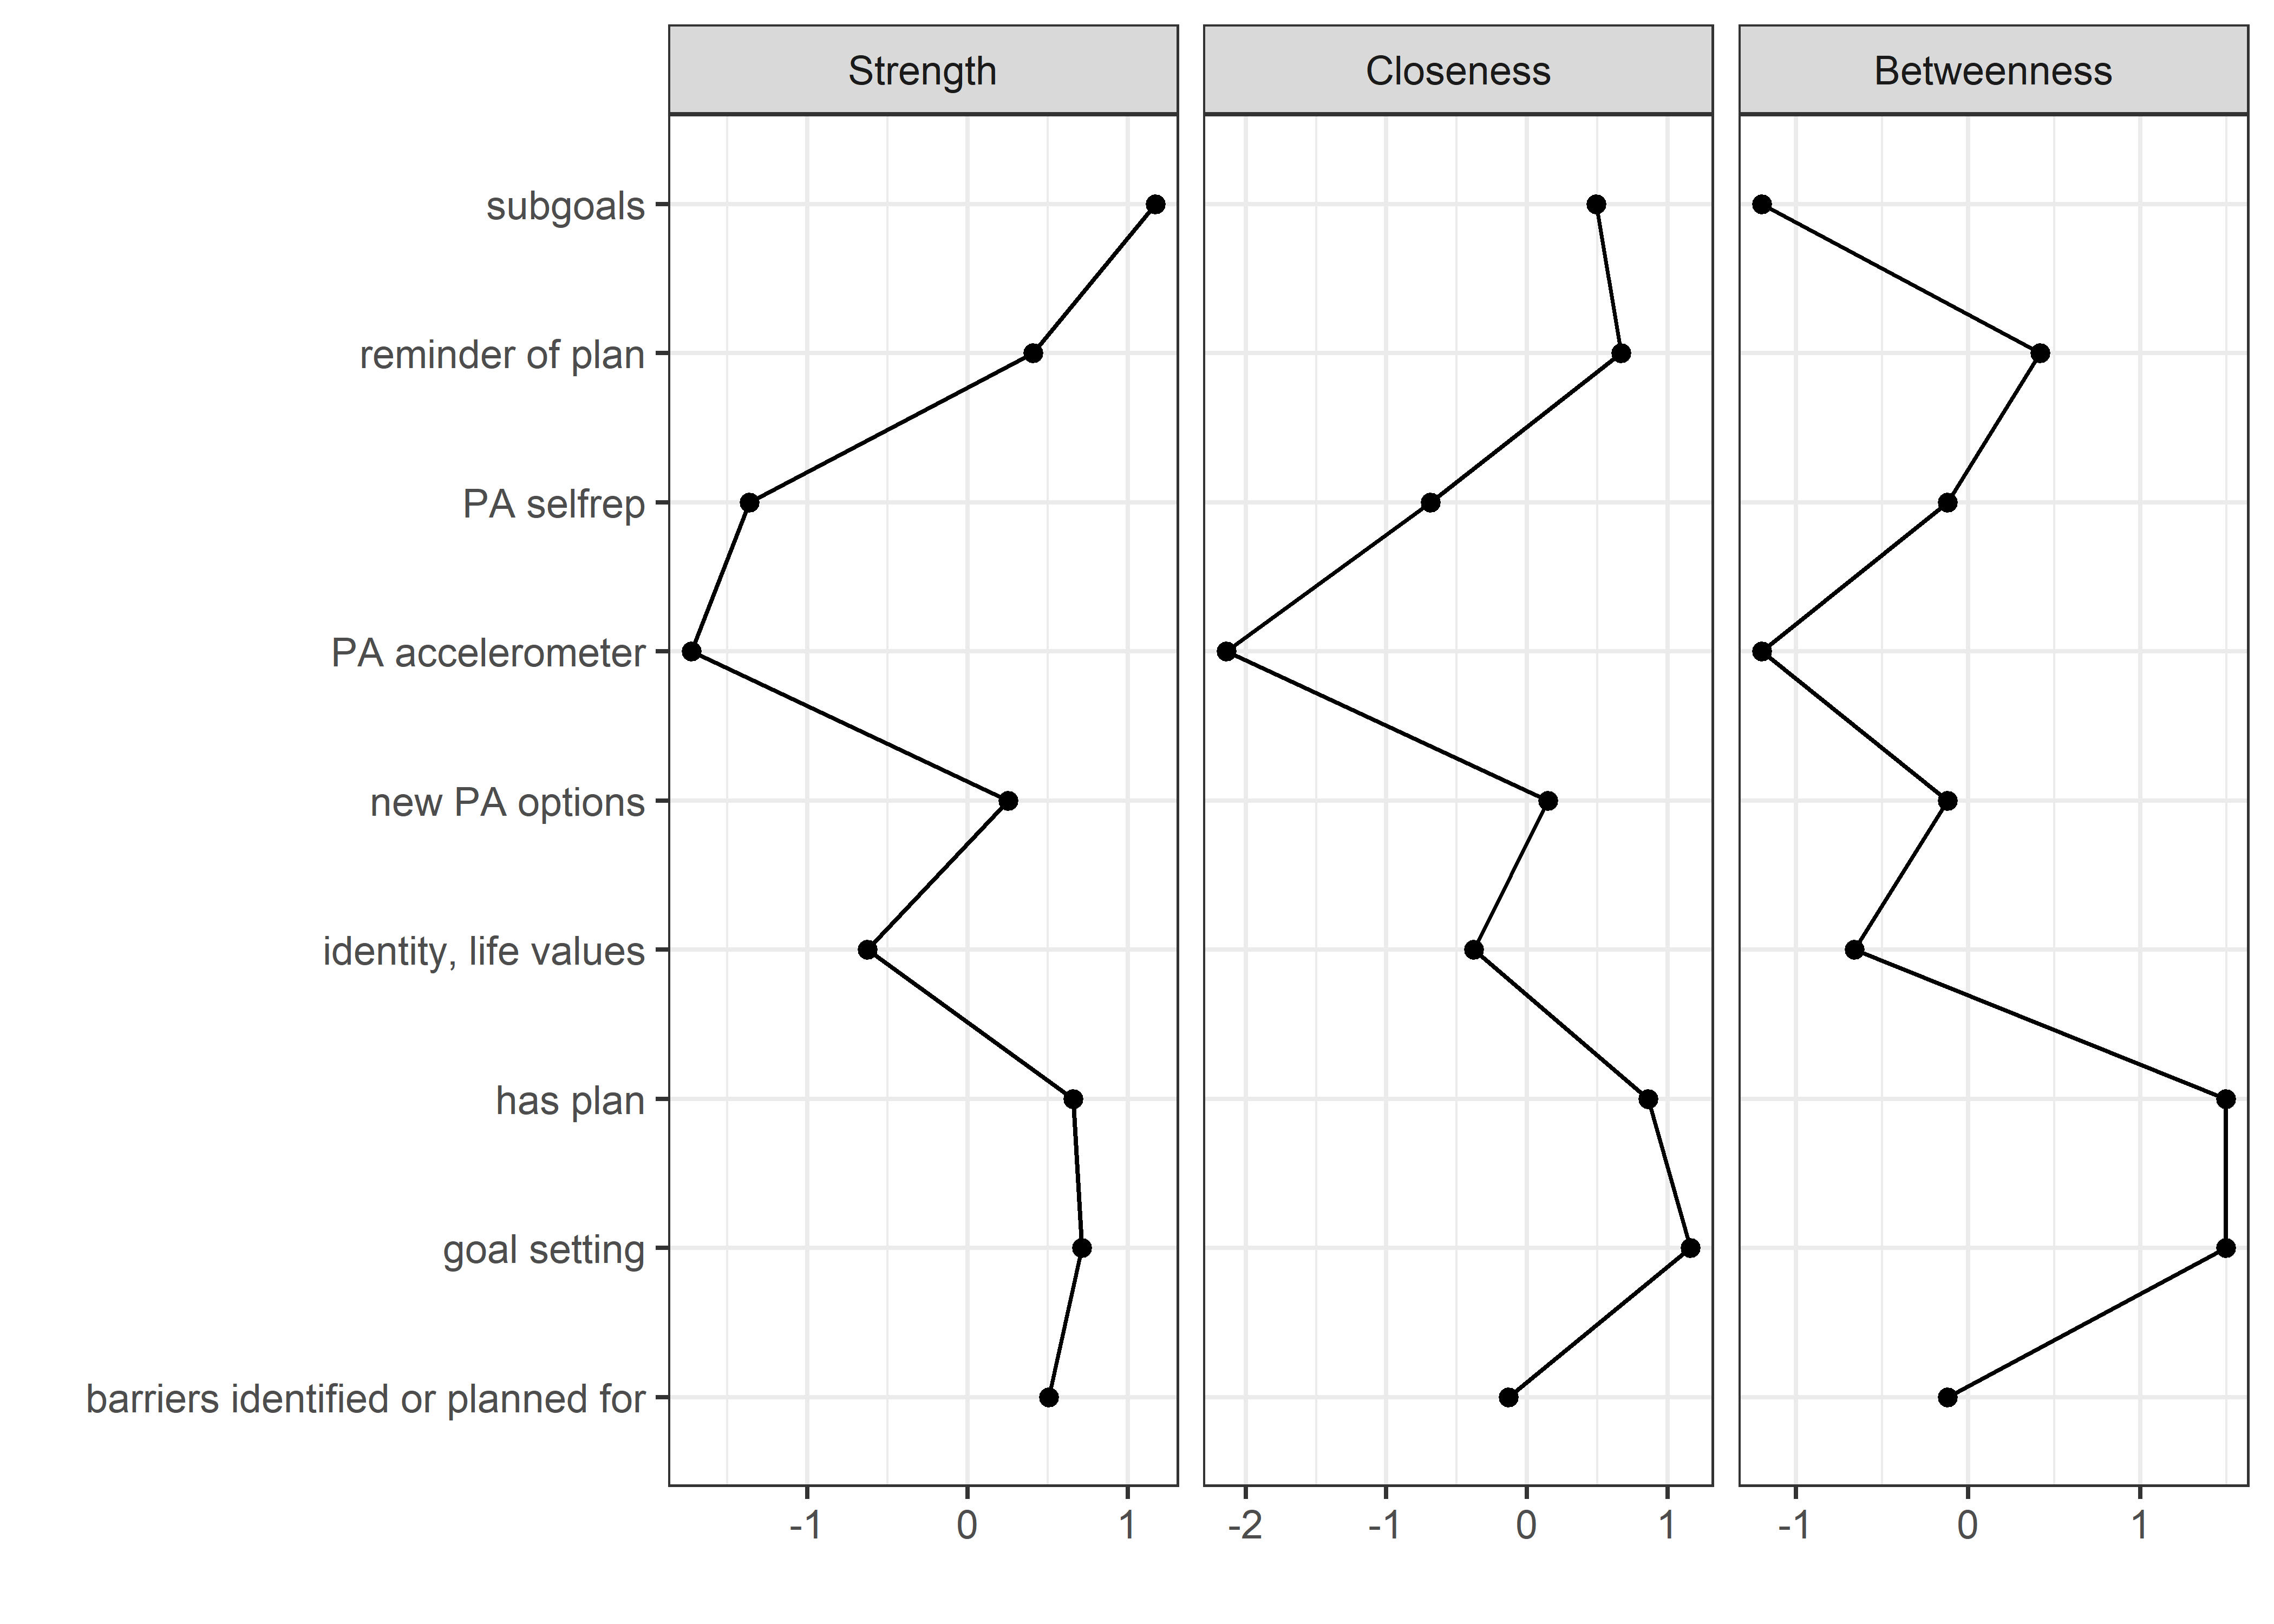 Strength Closeness Betweenness
subgoals
reminder of plan
PA selfrep
PA accelerometer
new PA options
identity, life values
has plan
goal setting
barriers identified or planned for
-1 0 1 -2 -1 0 1 -1 0 1